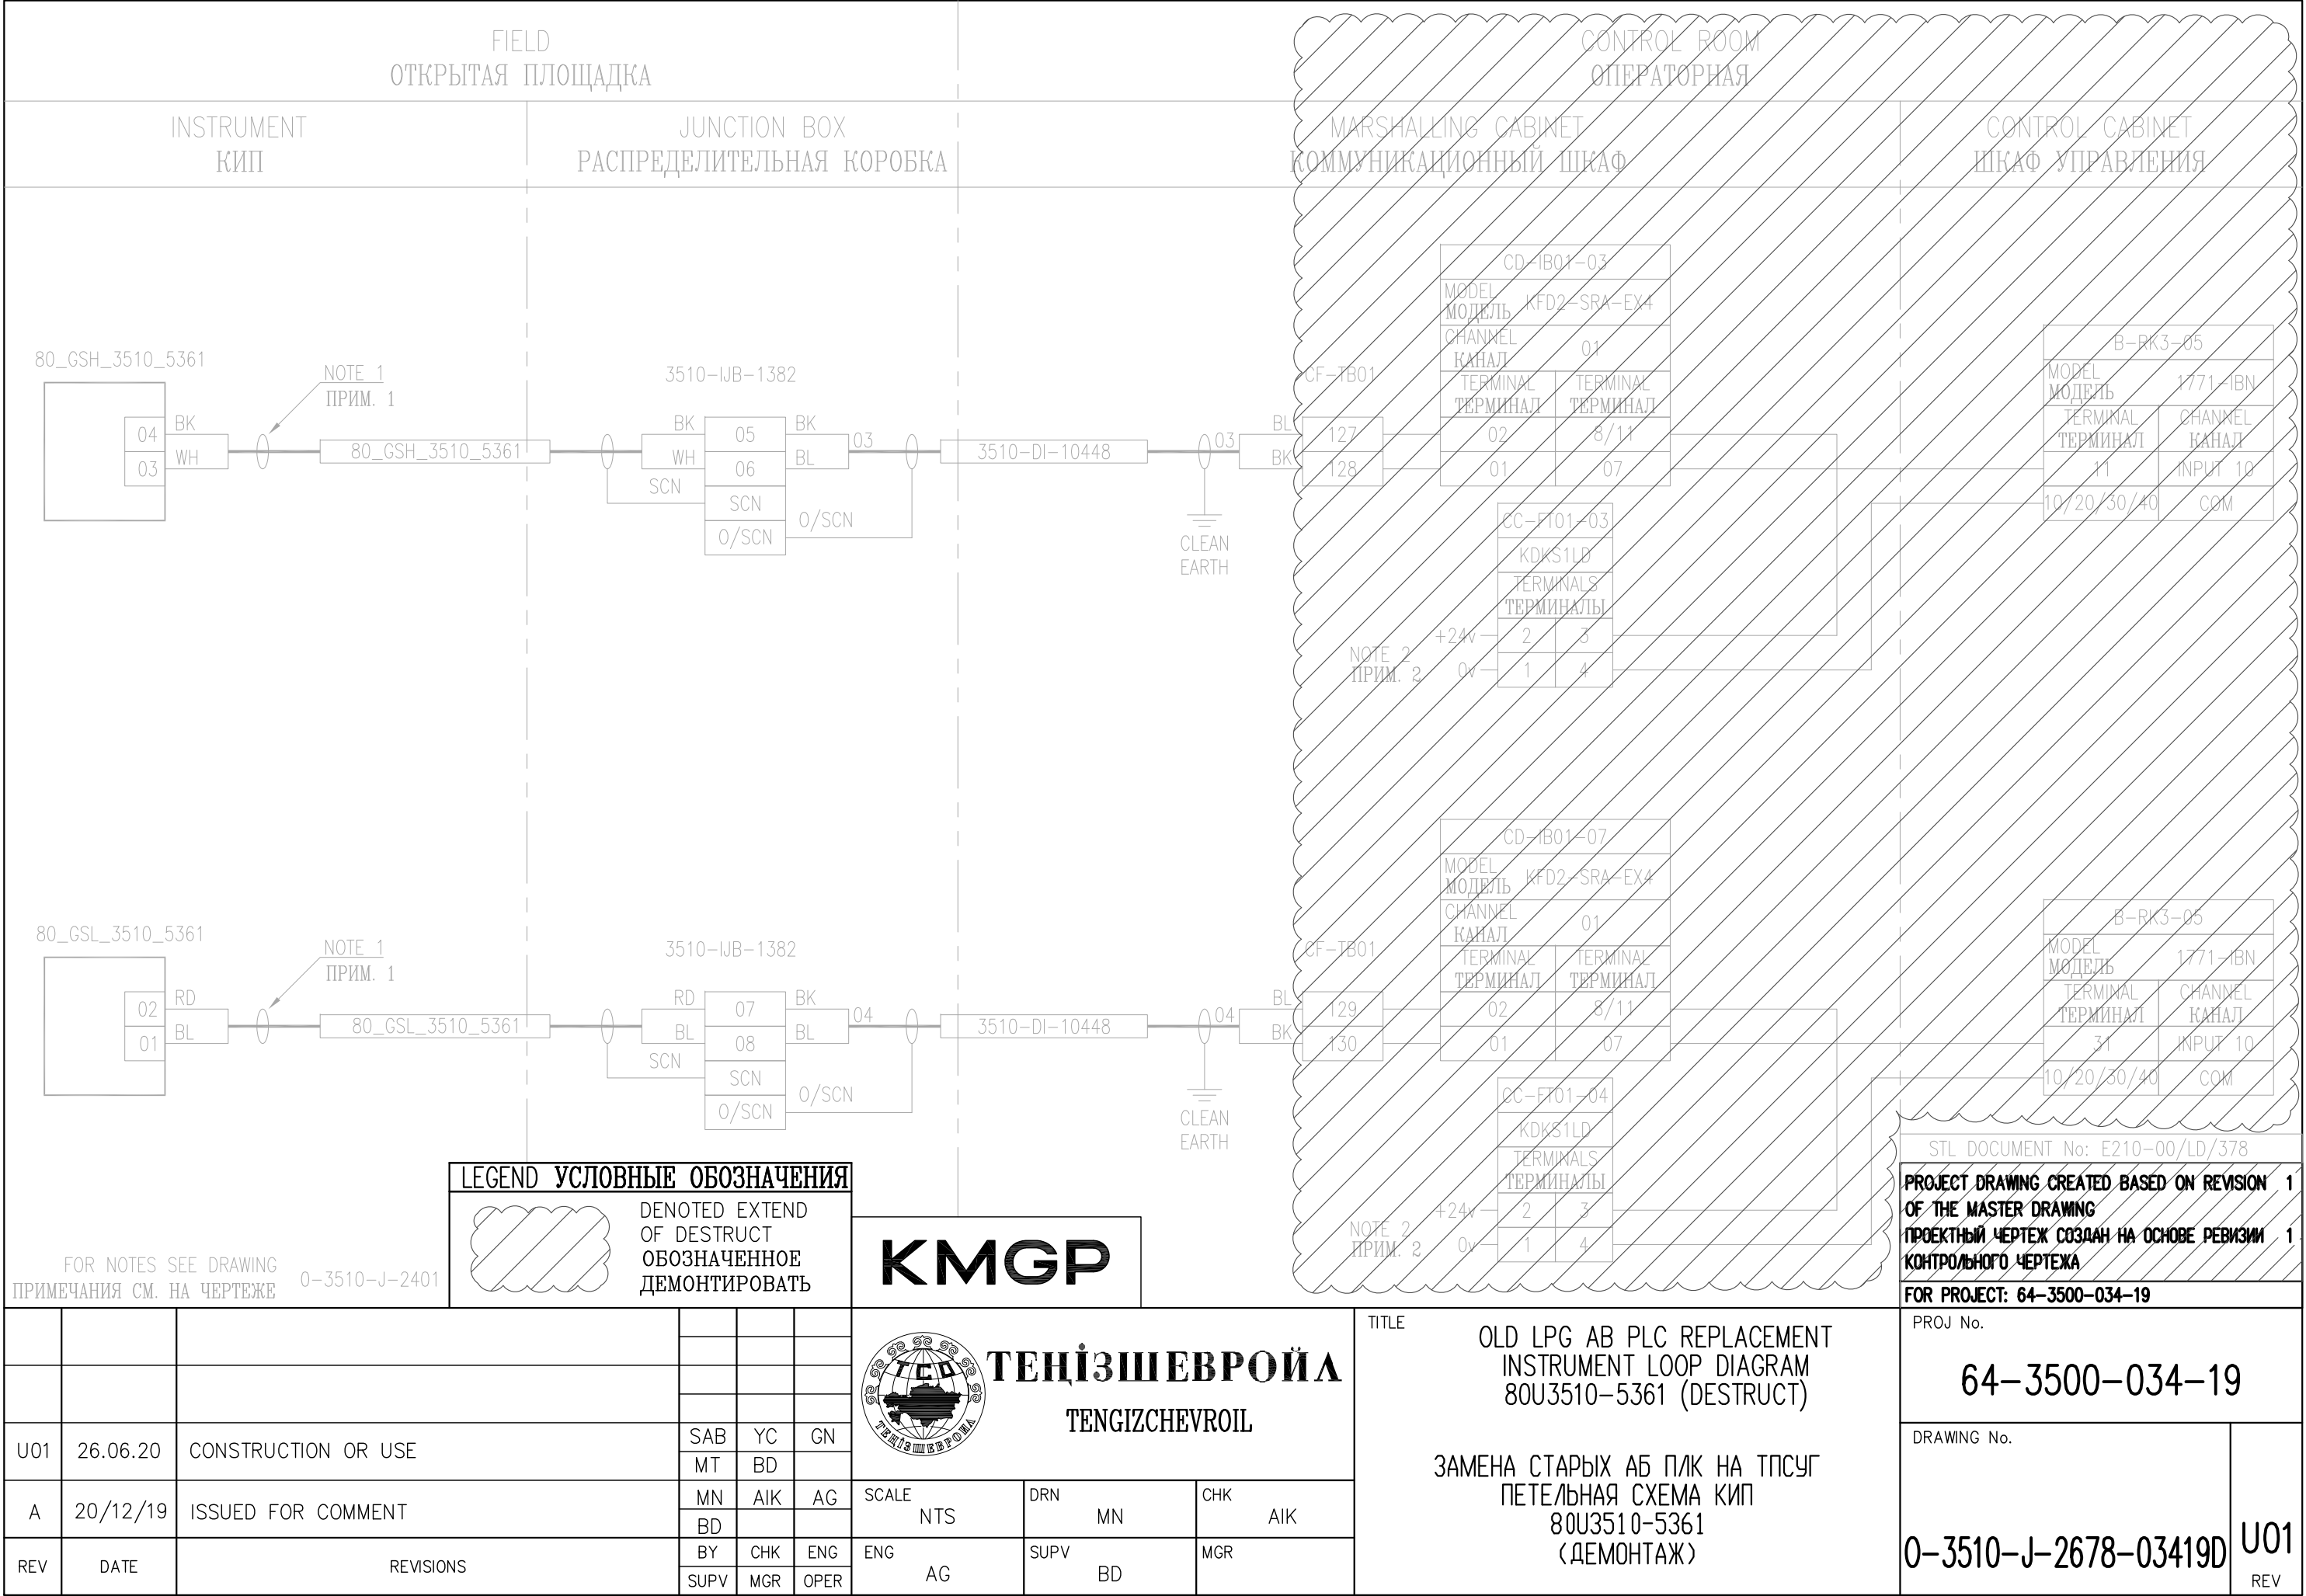 FIELD
ОТКРЫТАЯ ПЛОЩАДКА
CONTROL ROOM
ОПЕРАТОРНАЯ
INSTRUMENT
КИП
JUNCTION BOX
РАСПРЕДЕЛИТЕЛЬНАЯ КОРОБКА
MARSHALLING CABINET
КОММУНИКАЦИОННЫЙ ШКАФ
CONTROL CABINET
ШКАФ УПРАВЛЕНИЯ
80_GSH_3510_5361
04 BK
03 WH
NOTE 1
ПРИМ. 1
80_GSH_3510_5361
3510-IJB-1382
BK 05 BK
WH 06 BL
03
SCN SCN
O/SCN O/SCN
3510-DI-10448
03
CLEAN
EARTH
BL
BK
CF-TB01
127
128
CD-IB01-03
MODEL
МОДЕЛЬ
KFD2-SRA-EX4
CHANNEL
КАНАЛ
01
TERMINAL TERMINAL
ТЕРМИНАЛ ТЕРМИНАЛ
02 8/11
01 07
CC-FT01-03
KDKS1LD
TERMINALS
ТЕРМИНАЛЫ
+24v 2 3
0v 1 4
NOTE 2
ПРИМ. 2
B-RK3-05
MODEL
МОДЕЛЬ
1771-IBN
TERMINAL CHANNEL
ТЕРМИНАЛ КАНАЛ
11 INPUT 10
10/20/30/40 COM
80_GSL_3510_5361
02 RD
01 BL
NOTE 1
ПРИМ. 1
80_GSL_3510_5361
3510-IJB-1382
RD 07 BK
BL 08 BL
04
SCN SCN
O/SCN O/SCN
3510-DI-10448
04
CLEAN
EARTH
BL
BK
CF-TB01
129
130
CD-IB01-07
MODEL
МОДЕЛЬ
KFD2-SRA-EX4
CHANNEL
КАНАЛ
01
TERMINAL TERMINAL
ТЕРМИНАЛ ТЕРМИНАЛ
02 8/11
01 07
CC-FT01-04
KDKS1LD
TERMINALS
ТЕРМИНАЛЫ
+24v 2 3
0v 1 4
NOTE 2
ПРИМ. 2
B-RK3-05
MODEL
МОДЕЛЬ
1771-IBN
TERMINAL CHANNEL
ТЕРМИНАЛ КАНАЛ
31 INPUT 10
10/20/30/40 COM
STL DOCUMENT No: E210-00/LD/378
PROJECT DRAWING CREATED BASED ON REVISION 1
OF THE MASTER DRAWING
ПРОЕКТНЫЙ ЧЕРТЕЖ СОЗДАН НА ОСНОВЕ РЕВИЗИИ 1
КОНТРОЛЬНОГО ЧЕРТЕЖА
FOR PROJECT: 64-3500-034-19
LEGEND УСЛОВНЫЕ ОБОЗНАЧЕНИЯ
DENOTED EXTEND
OF DESTRUCT
ОБОЗНАЧЕННОЕ
ДЕМОНТИРОВАТЬ
FOR NOTES SEE DRAWING
ПРИМЕЧАНИЯ СМ. НА ЧЕРТЕЖЕ
0-3510-J-2401
KMGP
U01 26.06.20 CONSTRUCTION OR USE SAB YC GN
MT BD
A 20/12/19 ISSUED FOR COMMENT MN AIK AG
BD
REV DATE REVISIONS BY CHK ENG
SUPV MGR OPER
ТСО
ТЕҢІЗШЕВРОЙЛ
ТЕҢІЗШЕВРОЙЛ
TENGIZCHEVROIL
SCALE NTS
DRN MN
CHK AIK
ENG AG
SUPV BD
MGR
TITLE
OLD LPG AB PLC REPLACEMENT
INSTRUMENT LOOP DIAGRAM
80U3510-5361 (DESTRUCT)
ЗАМЕНА СТАРЫХ АБ ПЛК НА ТПСУГ
ПЕТЕЛЬНАЯ СХЕМА КИП
80U3510-5361
(ДЕМОНТАЖ)
PROJ No.
64-3500-034-19
DRAWING No.
0-3510-J-2678-03419D
U01
REV